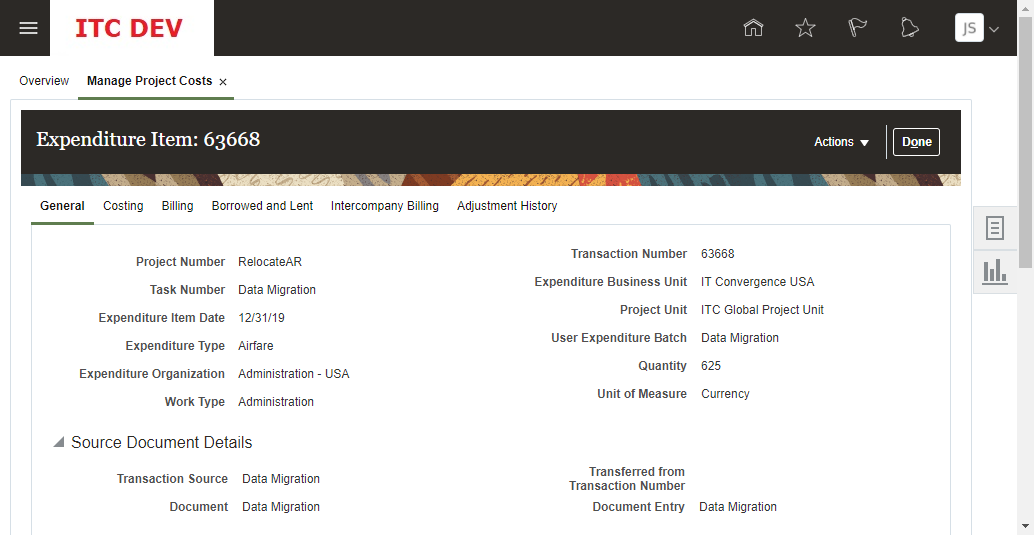 ITC DEV
JS
Overview
Manage Project Costs ×
Expenditure Item: 63668
Actions
Done
General Costing Billing Borrowed and Lent Intercompany Billing Adjustment History
Project Number RelocateAR
Task Number Data Migration
Expenditure Item Date 12/31/19
Expenditure Type Airfare
Expenditure Organization Administration - USA
Work Type Administration
Transaction Number 63668
Expenditure Business Unit IT Convergence USA
Project Unit ITC Global Project Unit
User Expenditure Batch Data Migration
Quantity 625
Unit of Measure Currency
Source Document Details
Transaction Source Data Migration
Document Data Migration
Transferred from
Transaction Number
Document Entry Data Migration